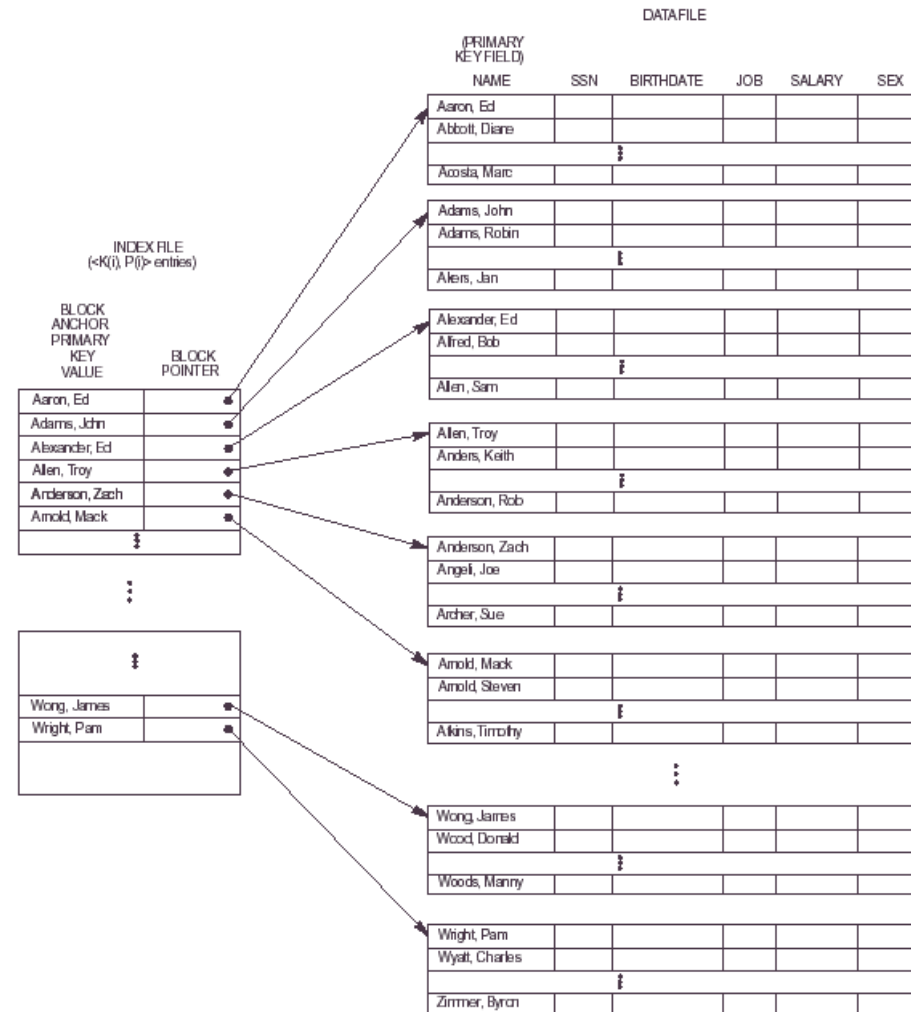 DATAFILE
(PRIMARY
KEYFIELD)
NAME SSN BIRTHDATE JOB SALARY SEX
Aaron, Ed
Abbott, Diane
Acosta, Marc
Adams, John
Adams, Robin
Akers, Jan
Alexander, Ed
Alfred, Bob
Allen, Sam
Allen, Troy
Anders, Keith
Anderson, Rob
Anderson, Zach
Angeli, Joe
Archer, Sue
Arnold, Mack
Arnold, Steven
Atkins, Timothy
Wong, James
Wood, Donald
Woods, Manny
Wright, Pam
Wyatt, Charles
Zimmer, Byron
INDEX FILE
(<K(i), P(i)> entries)
BLOCK
ANCHOR
PRIMARY
KEY
VALUE
BLOCK
POINTER
Aaron, Ed
Adams, John
Alexander, Ed
Allen, Troy
Anderson, Zach
Arnold, Mack
Wong, James
Wright, Pam